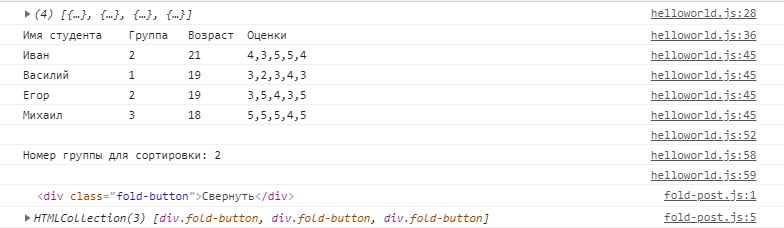 ▶ (4) [{…}, {…}, {…}, {…}] helloworld.js:28
Имя студента Группа Возраст Оценки helloworld.js:36
Иван 2 21 4,3,5,5,4 helloworld.js:45
Василий 1 19 3,2,3,4,3 helloworld.js:45
Егор 2 19 3,5,4,3,5 helloworld.js:45
Михаил 3 18 5,5,5,4,5 helloworld.js:45
helloworld.js:52
Номер группы для сортировки: 2 helloworld.js:58
helloworld.js:59
<div class="fold-button">Свернуть</div> fold-post.js:1
▶ HTMLCollection(3) [div.fold-button, div.fold-button, div.fold-button] fold-post.js:5